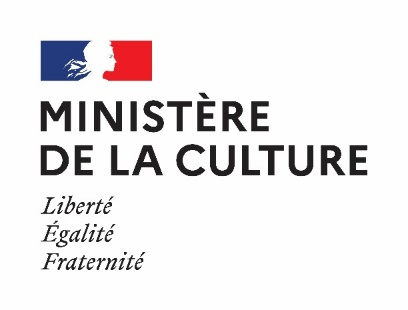 MINISTÈRE
DE LA CULTURE
Liberté
Égalité
Fraternité